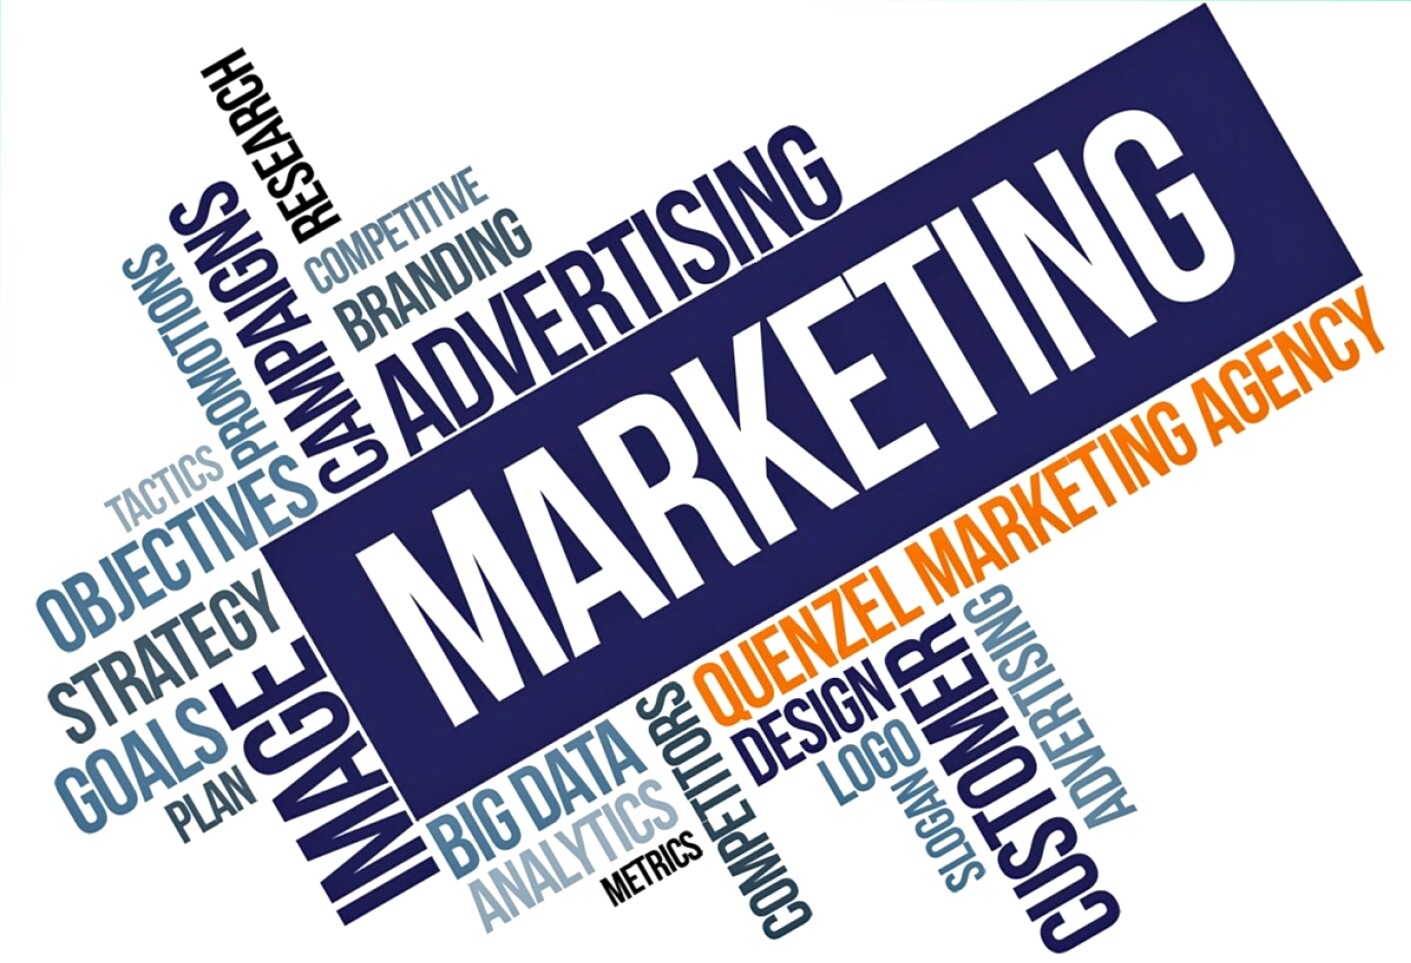 RESEARCH
COMPETITIVE
BRANDING
ADVERTISING
CAMPAIGNS
PROMOTIONS
TACTICS
OBJECTIVES
MARKETING
STRATEGY
GOALS
PLAN
IMAGE
QUENZEL MARKETING AGENCY
BIG DATA
ANALYTICS
METRICS
COMPETITORS
DESIGN
LOGO
SLOGAN
CUSTOMER
ADVERTISING